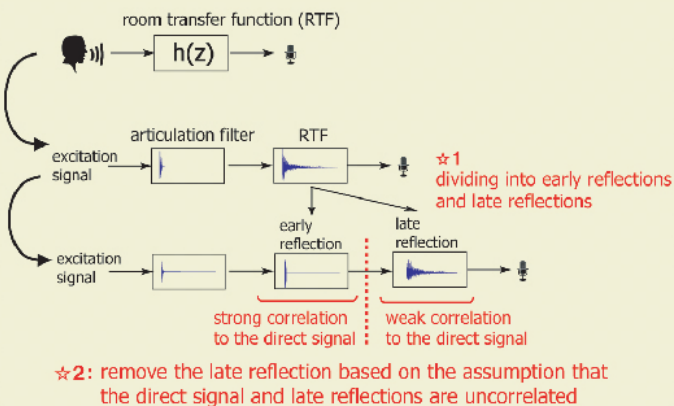 room transfer function (RTF)
h(z)
articulation filter
RTF
excitation
signal
☆1
dividing into early reflections
and late reflections
early
reflection
late
reflection
excitation
signal
strong correlation
to the direct signal
weak correlation
to the direct signal
☆2: remove the late reflection based on the assumption that
the direct signal and late reflections are uncorrelated